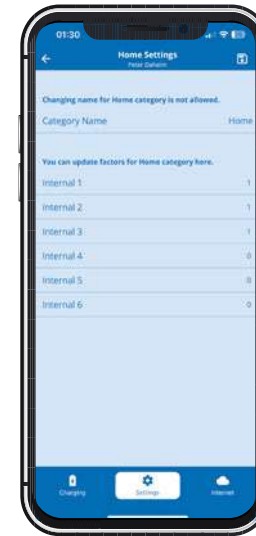 01:30
Home Settings
Peter Daheim
Changing name for Home category is not allowed.
Category Name Home
You can update factors for Home category here.
Internal 1 1
Internal 2 1
Internal 3 1
Internal 4 0
Internal 5 0
Internal 6 0
Charging Settings Internet